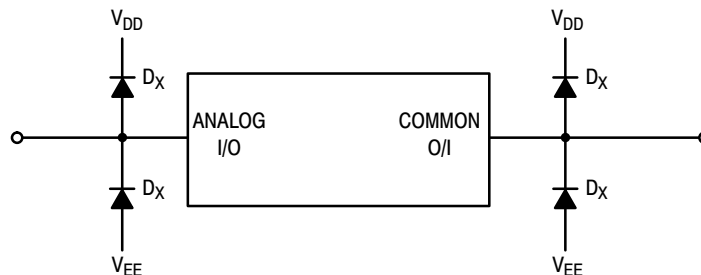 VDD VDD
DX DX
ANALOG COMMON
I/O O/I
DX DX
VEE VEE